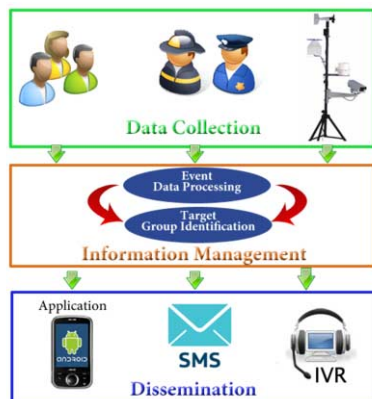 Data Collection
Event
Data Processing
Target
Group Identification
Information Management
Application
ANDROID
SMS
IVR
Dissemination